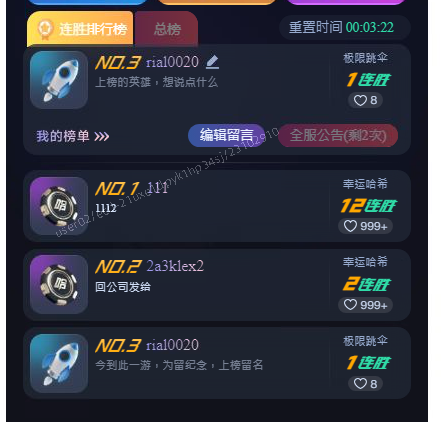 连胜排行榜
总榜
重置时间 00:03:22
NO.3 rial0020
上榜的英雄，想说点什么
极限跳伞
1连胜
8
我的榜单
编辑留言
全服公告(剩2次)
NO.1 111
1112
幸运哈希
12连胜
999+
NO.2 2a3klex2
回公司发给
幸运哈希
2连胜
999+
NO.3 rial0020
今到此一游，为留纪念，上榜留名
极限跳伞
1连胜
8